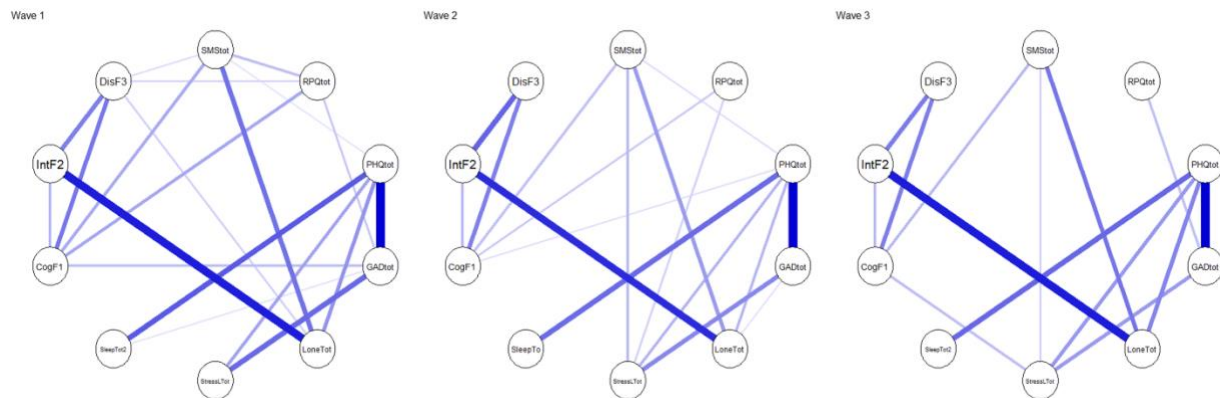 Wave 1
SMStot
DisF3
RPQtot
IntF2
PHQtot
CogF1
GADtot
SleepTot2
LoneTot
StressLTot
Wave 2
SMStot
DisF3
RPQtot
IntF2
PHQtot
CogF1
GADtot
SleepTo
LoneTot
StressLTot
Wave 3
SMStot
DisF3
RPQtot
IntF2
PHQtot
CogF1
GADtot
SleepTot2
LoneTot
StressLTot